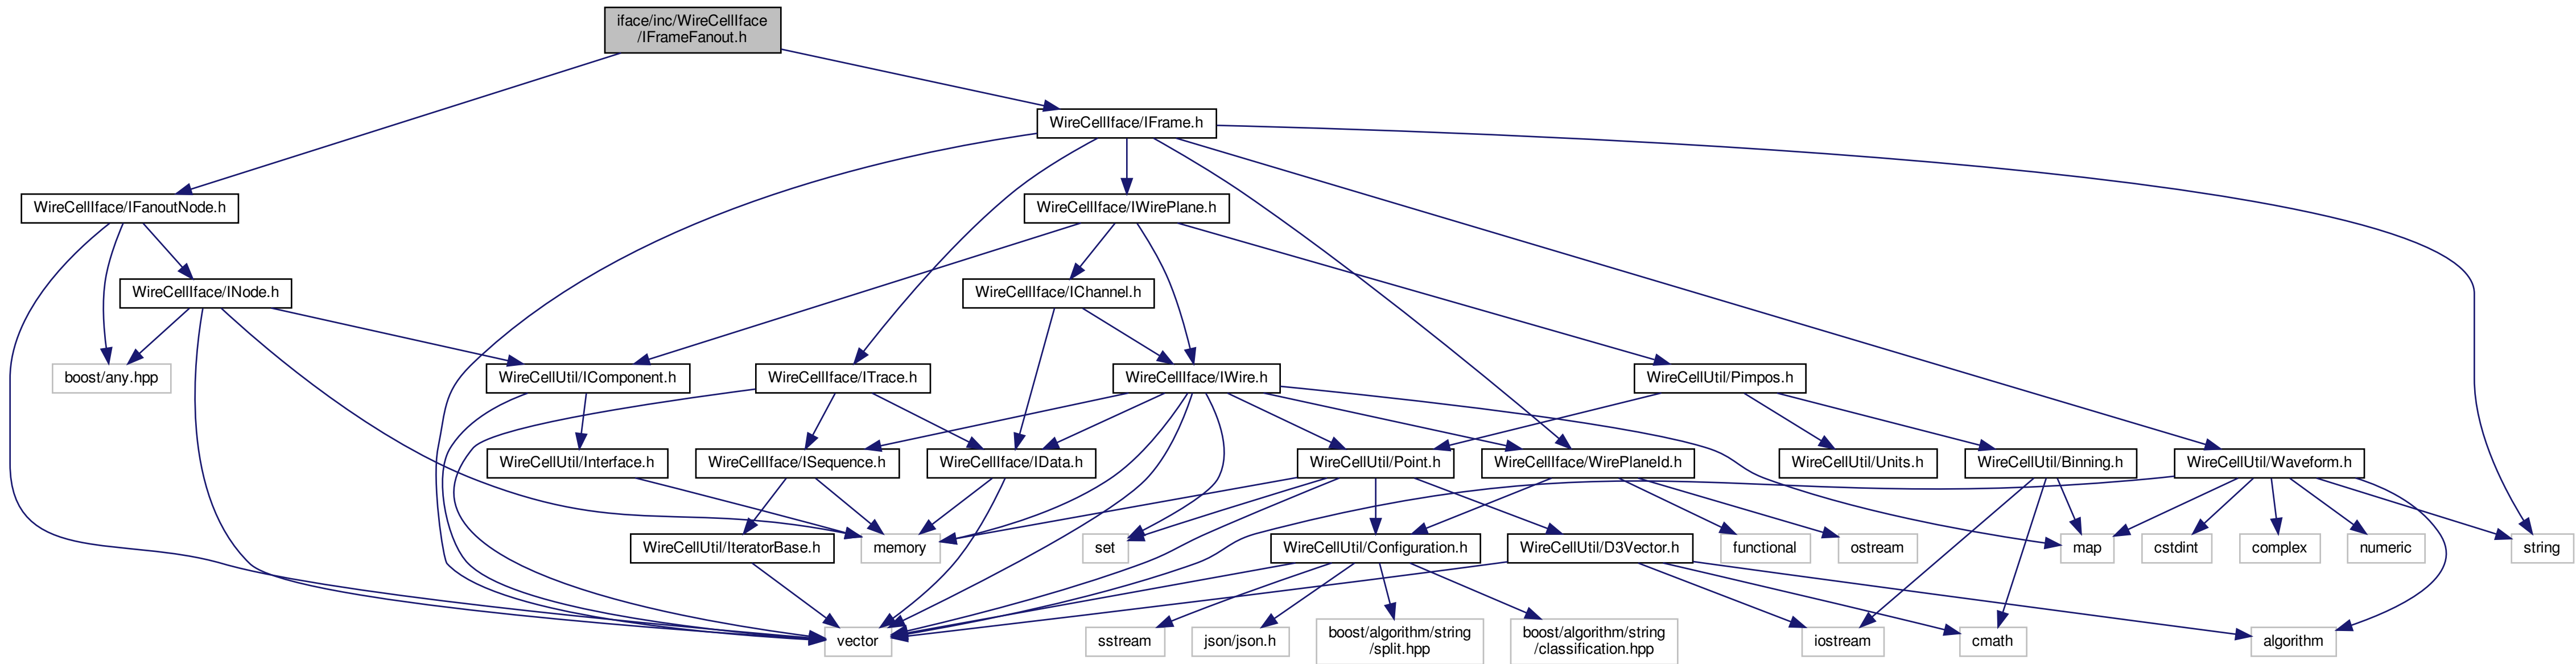 iface/inc/WireCellIface
/IFrameFanout.h
WireCellIface/IFrame.h
WireCellIface/IFanoutNode.h
WireCellIface/IWirePlane.h
WireCellIface/INode.h
WireCellIface/IChannel.h
boost/any.hpp
WireCellUtil/IComponent.h
WireCellIface/ITrace.h
WireCellIface/IWire.h
WireCellUtil/Pimpos.h
WireCellUtil/Interface.h
WireCellIface/ISequence.h
WireCellIface/IData.h
WireCellUtil/Point.h
WireCellIface/WirePlaneId.h
WireCellUtil/Units.h
WireCellUtil/Binning.h
WireCellUtil/Waveform.h
WireCellUtil/IteratorBase.h
memory
set
WireCellUtil/Configuration.h
WireCellUtil/D3Vector.h
functional
ostream
map
cstdint
complex
numeric
string
vector
sstream
json/json.h
boost/algorithm/string
/split.hpp
boost/algorithm/string
/classification.hpp
iostream
cmath
algorithm